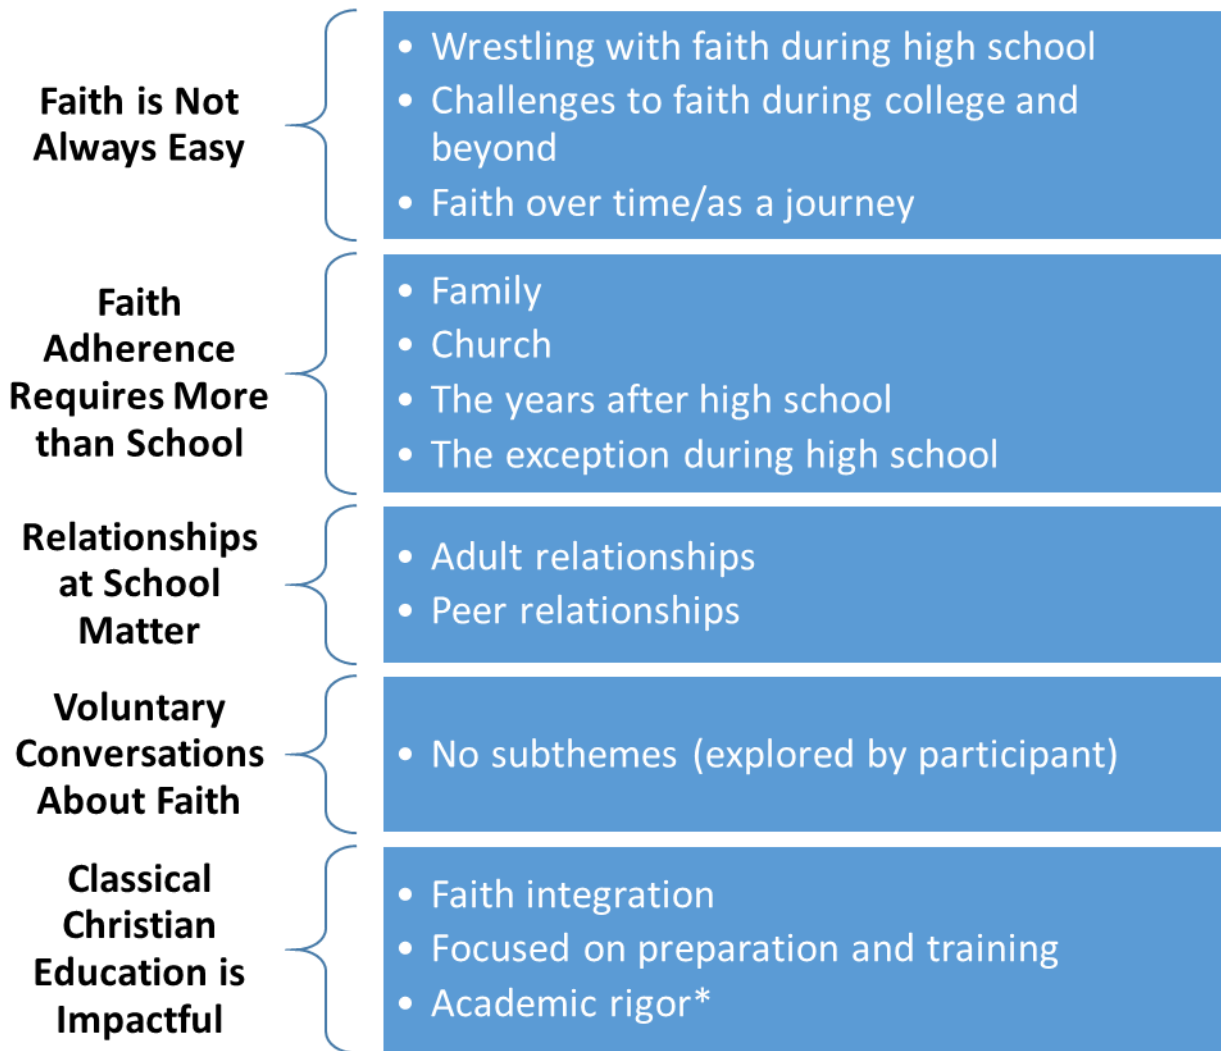 Faith is Not
Always Easy
• Wrestling with faith during high school
• Challenges to faith during college and
beyond
• Faith over time/as a journey
Faith
Adherence
Requires More
than School
• Family
• Church
• The years after high school
• The exception during high school
Relationships
at School
Matter
• Adult relationships
• Peer relationships
Voluntary
Conversations
About Faith
• No subthemes (explored by participant)
Classical
Christian
Education is
Impactful
• Faith integration
• Focused on preparation and training
• Academic rigor*